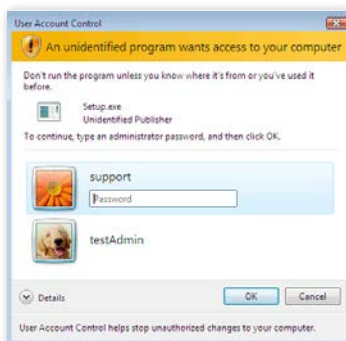 User Account Control
An unidentified program wants access to your computer
Don't run the program unless you know where it's from or you've used it
before.
Setup.exe
Unidentified Publisher
To continue, type an administrator password, and then click OK.
support
Password
testAdmin
Details
OK
Cancel
User Account Control helps stop unauthorized changes to your computer.